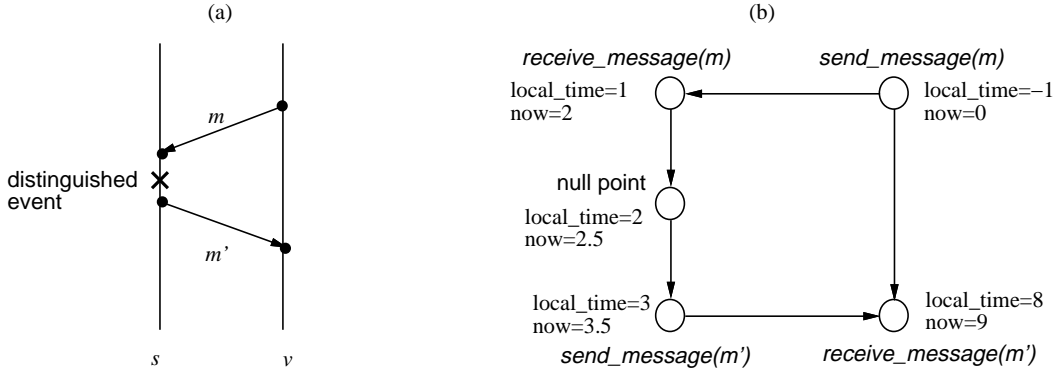 (a)
m
distinguished
event
m'
s
v
(b)
receive_message(m)
send_message(m)
local_time=1
now=2
local_time=−1
now=0
null point
local_time=2
now=2.5
local_time=3
now=3.5
local_time=8
now=9
send_message(m')
receive_message(m')